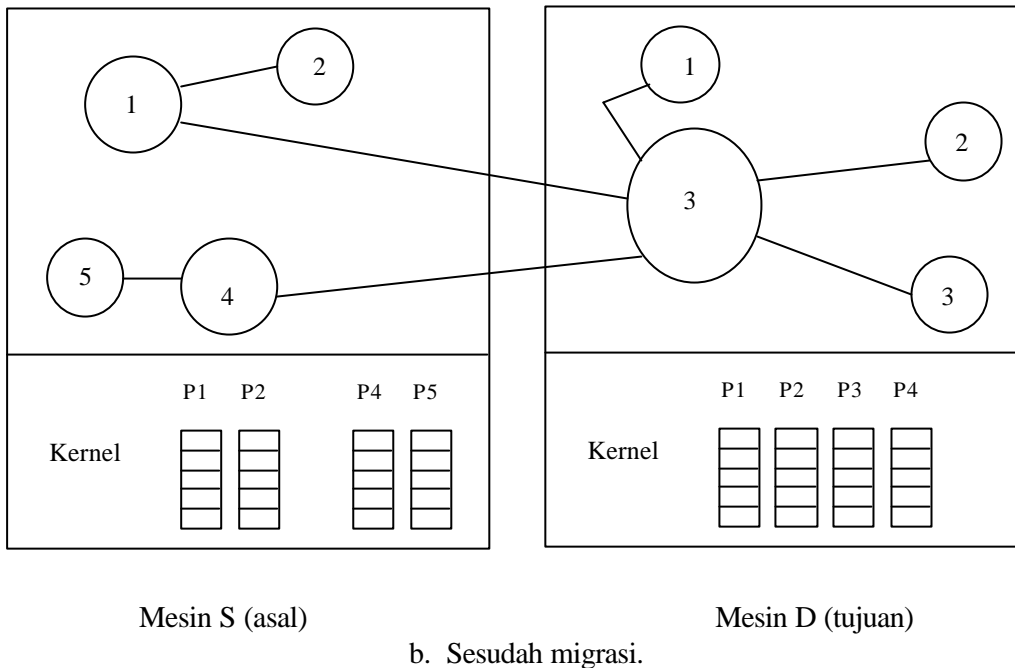 1
2
5
4
1
2
3
3
P1 P2 P4 P5
Kernel
P1 P2 P3 P4
Kernel
Mesin S (asal)
Mesin D (tujuan)
b. Sesudah migrasi.